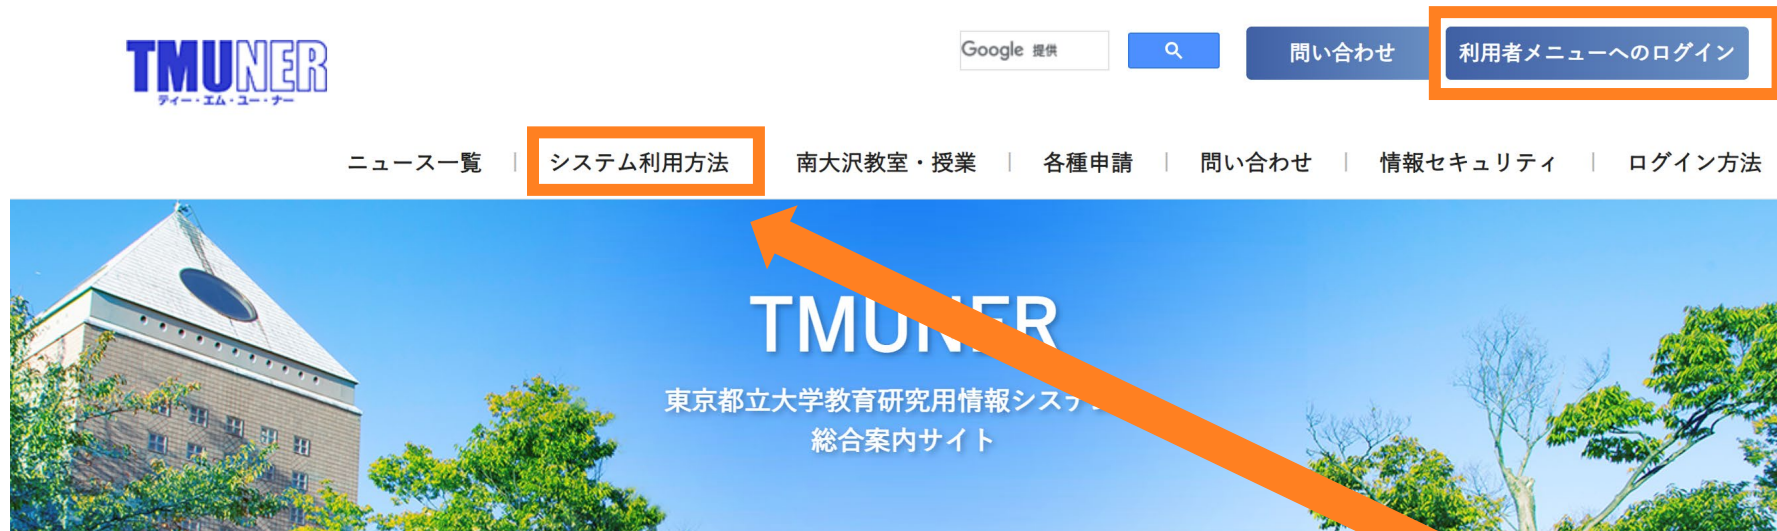 TMUNER
ティー・エム・ユー・ナー
Google 提供
問い合わせ
利用者メニューへのログイン
ニュース一覧
システム利用方法
南大沢教室・授業
各種申請
問い合わせ
情報セキュリティ
ログイン方法
TMUNER
東京都立大学教育研究用情報システ
総合案内サイト